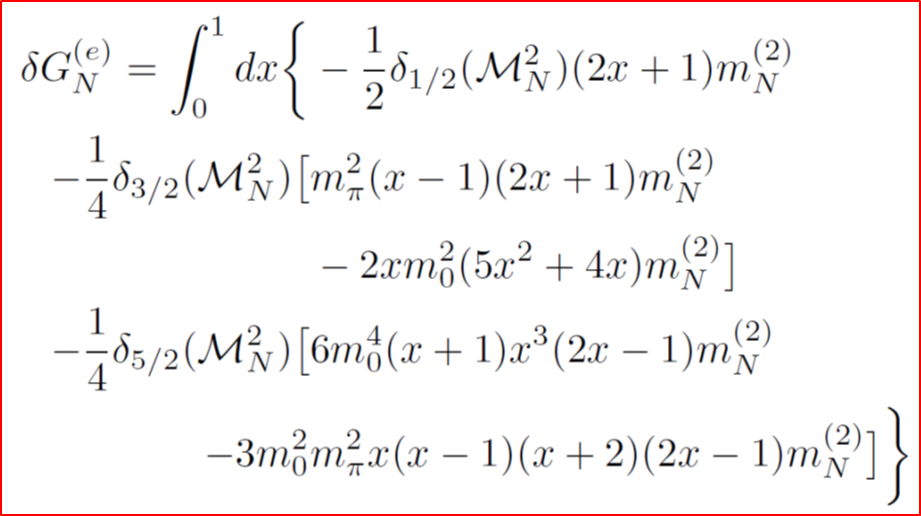 δG_N^{(e)} = ∫_0^1 dx{ − \frac{1}{2}δ_{1/2}(ℳ_N^2)(2x + 1)m_N^{(2)}
−\frac{1}{4}δ_{3/2}(ℳ_N^2)[m_π^2(x − 1)(2x + 1)m_N^{(2)}
− 2xm_0^2(5x^2 + 4x)m_N^{(2)}]
−\frac{1}{4}δ_{5/2}(ℳ_N^2)[6m_0^4(x + 1)x^3(2x − 1)m_N^{(2)}
−3m_0^2m_π^2x(x − 1)(x + 2)(2x − 1)m_N^{(2)}]}